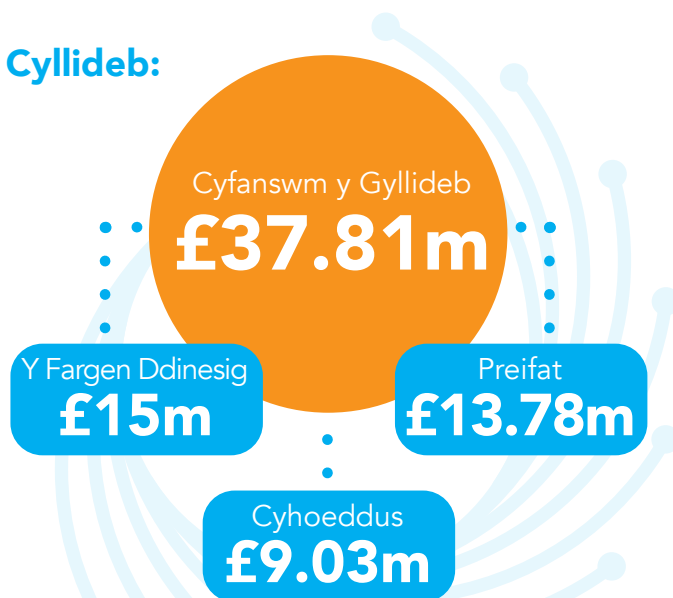 Cyllideb:
Cyfanswm y Gyllideb
£37.81m
Y Fargen Ddinesig
£15m
Preifat
£13.78m
Cyhoeddus
£9.03m